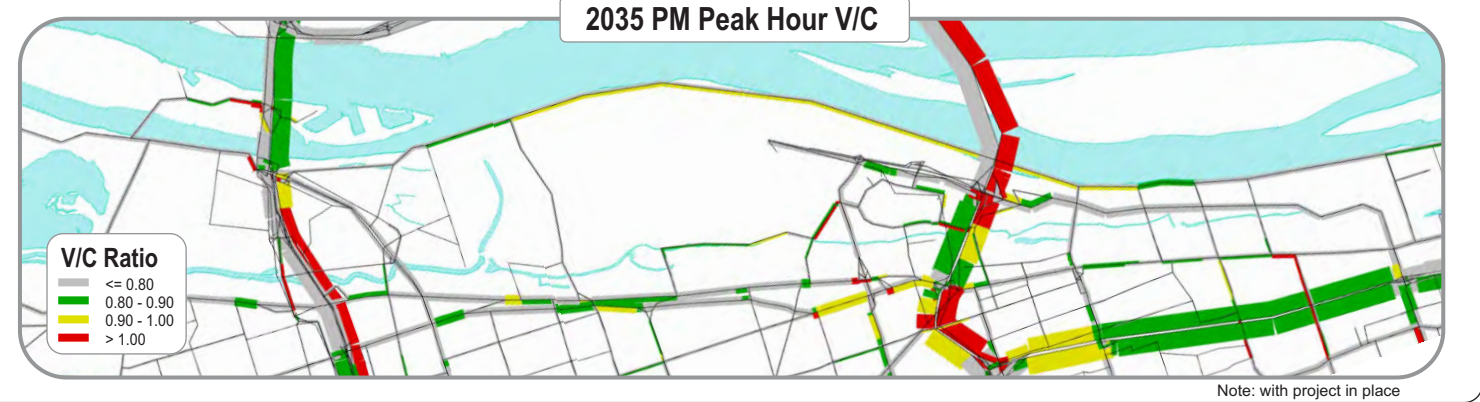 2035 PM Peak Hour V/C
V/C Ratio
<= 0.80
0.80 - 0.90
0.90 - 1.00
> 1.00
Note: with project in place